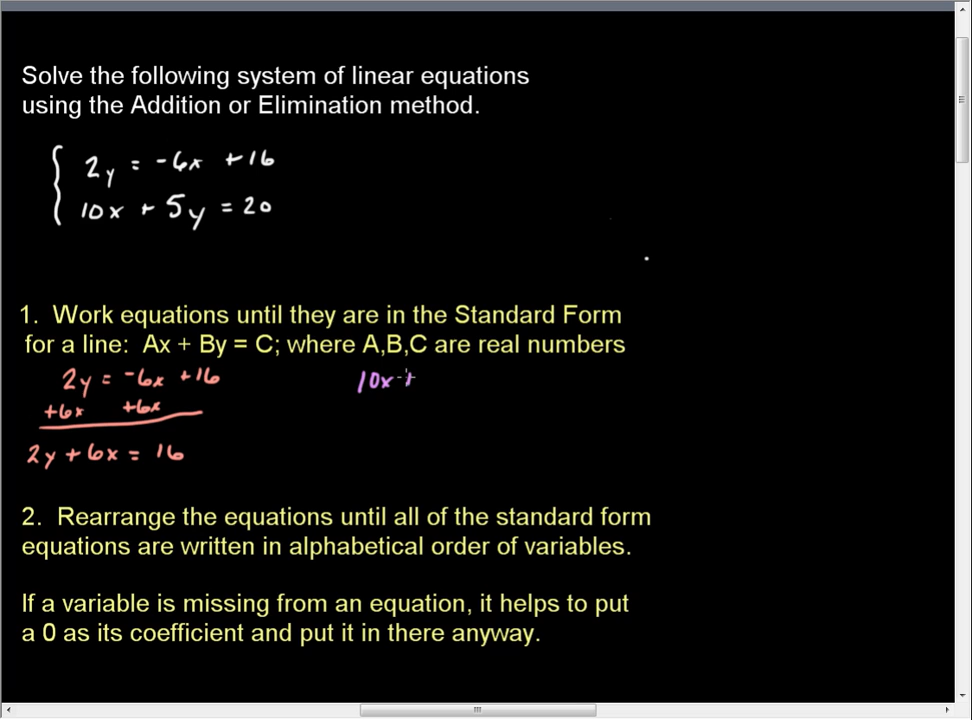 Solve the following system of linear equations
using the Addition or Elimination method.
2y = -6x +16
10x + 5y = 20
1. Work equations until they are in the Standard Form
for a line: Ax + By = C; where A,B,C are real numbers
2y = -6x +16
10x +
+6x +6x
2y + 6x = 16
2. Rearrange the equations until all of the standard form
equations are written in alphabetical order of variables.
If a variable is missing from an equation, it helps to put
a 0 as its coefficient and put it in there anyway.